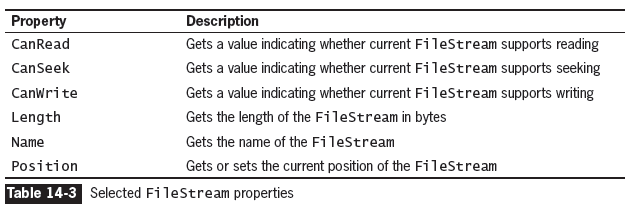 Property Description
CanRead Gets a value indicating whether current FileStream supports reading
CanSeek Gets a value indicating whether current FileStream supports seeking
CanWrite Gets a value indicating whether current FileStream supports writing
Length Gets the length of the FileStream in bytes
Name Gets the name of the FileStream
Position Gets or sets the current position of the FileStream
Table 14-3 Selected FileStream properties